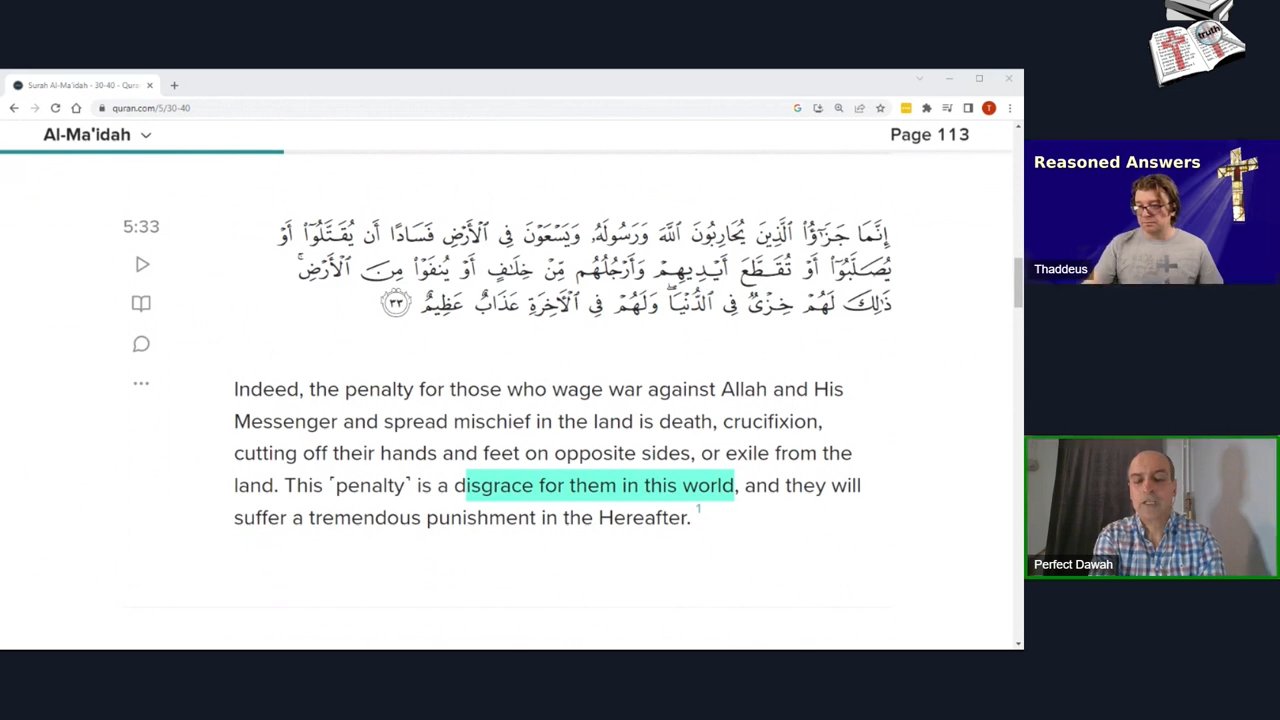 truth
Surah Al-Ma'idah - 30-40 - Qura
quran.com/5/30-40
T
Al-Ma'idah
Page 113
5:33
إِنَّمَا جَزَٰٓؤُا۟ ٱلَّذِينَ يُحَارِبُونَ ٱللَّهَ وَرَسُولَهُۥ وَيَسْعَوْنَ فِى ٱلْأَرْضِ فَسَادًا أَن يُقَتَّلُوٓا۟ أَوْ
يُصَلَّبُوٓا۟ أَوْ تُقَطَّعَ أَيْدِيهِمْ وَأَرْجُلُهُم مِّنْ خِلَـٰفٍ أَوْ يُنفَوْا۟ مِنَ ٱلْأَرْضِ ۚ
ذَٰلِكَ لَهُمْ خِزْىٌ فِى ٱلدُّنْيَا ۖ وَلَهُمْ فِى ٱلْـَٔاخِرَةِ عَذَابٌ عَظِيمٌ ٣٣
Indeed, the penalty for those who wage war against Allah and His
Messenger and spread mischief in the land is death, crucifixion,
cutting off their hands and feet on opposite sides, or exile from the
land. This ˹penalty˺ is a disgrace for them in this world, and they will
suffer a tremendous punishment in the Hereafter. 1
Reasoned Answers
Thaddeus
Perfect Dawah